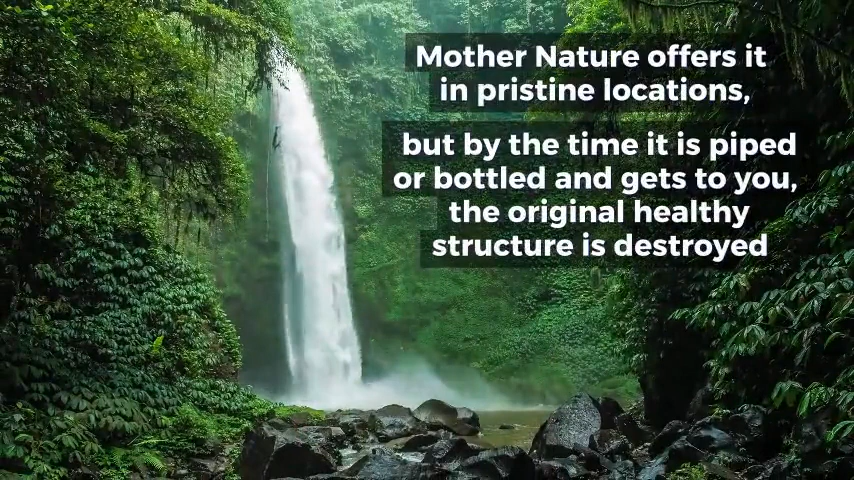 Mother Nature offers it
in pristine locations,
but by the time it is piped
or bottled and gets to you,
the original healthy
structure is destroyed